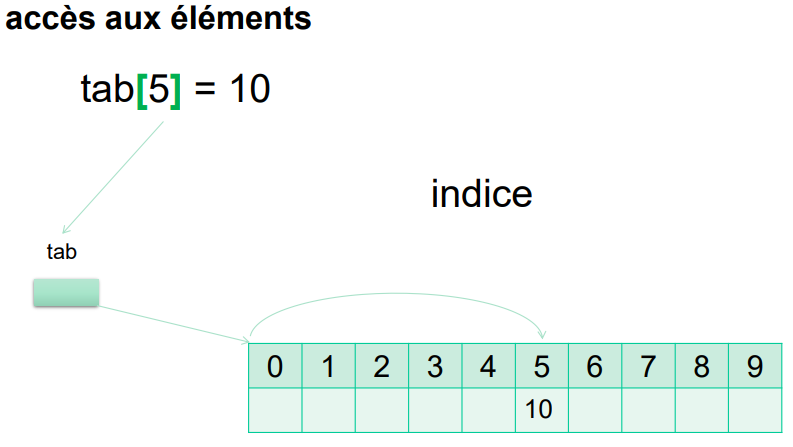 accès aux éléments
tab[5] = 10
indice
tab
0 1 2 3 4 5 6 7 8 9
10